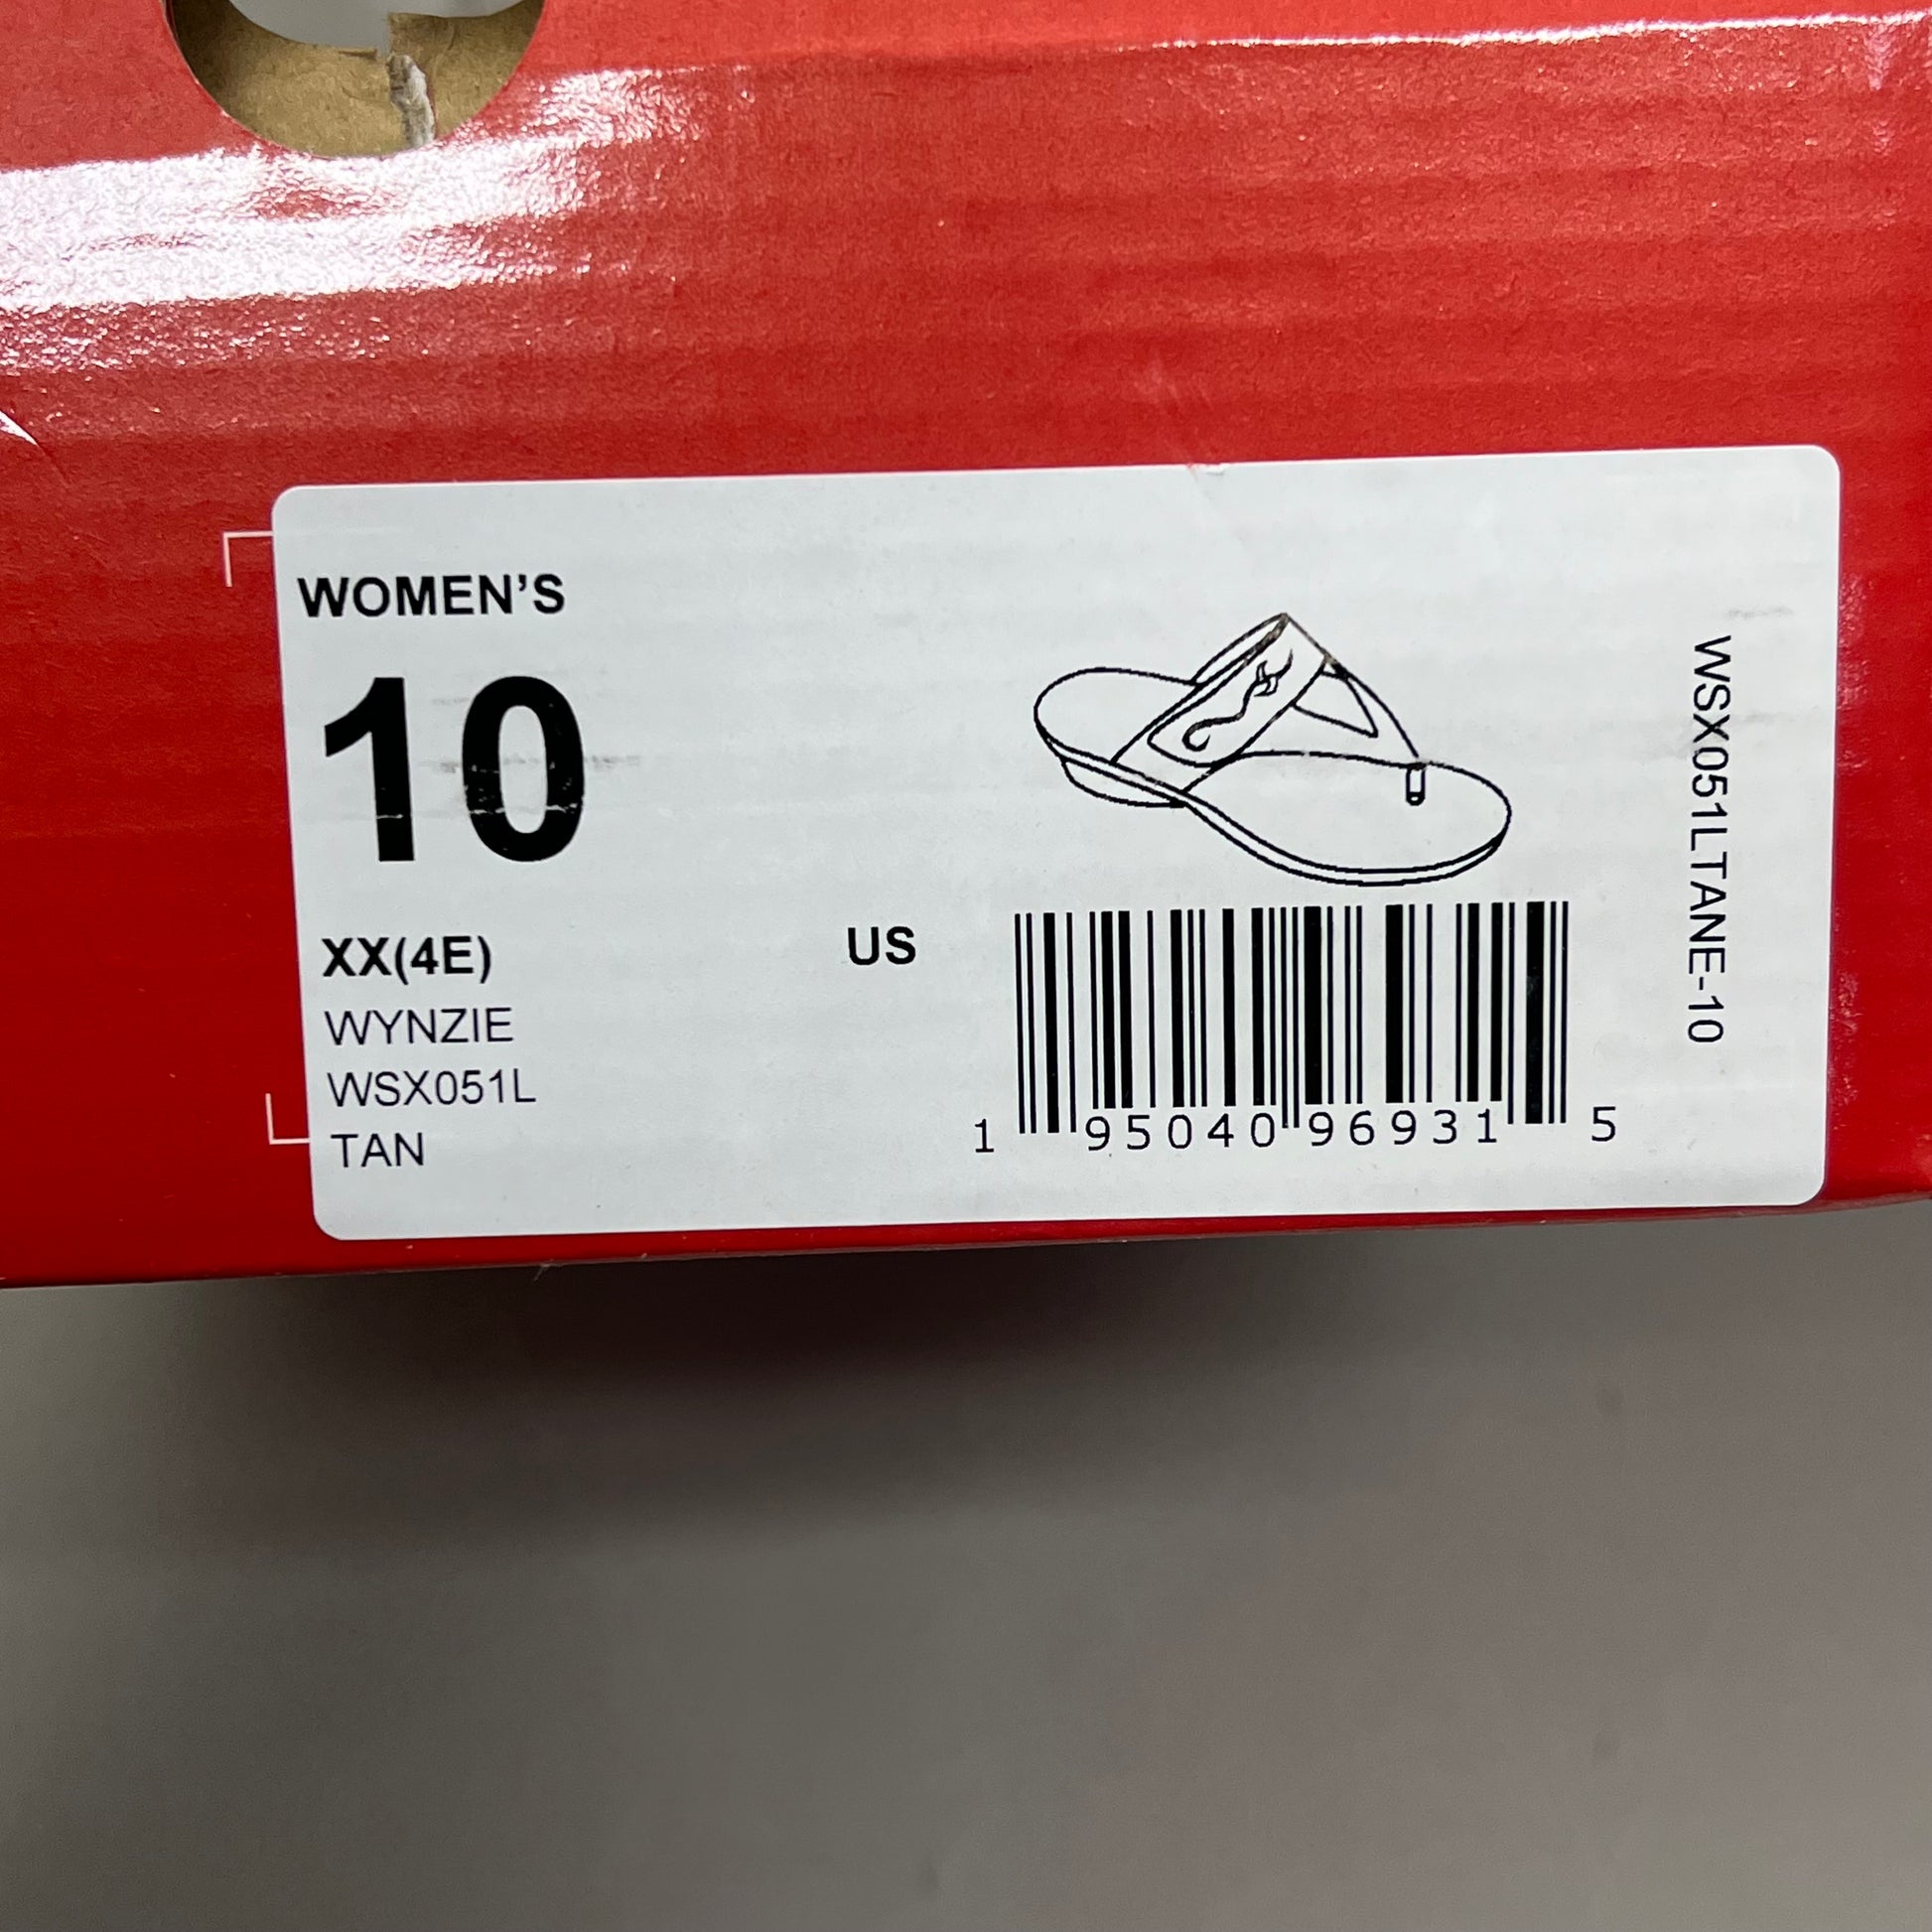 WOMEN'S
10
XX(4E)
US
WYNZIE
WSX051L
TAN
1 95040 96931 5
WSX051LTANE-10